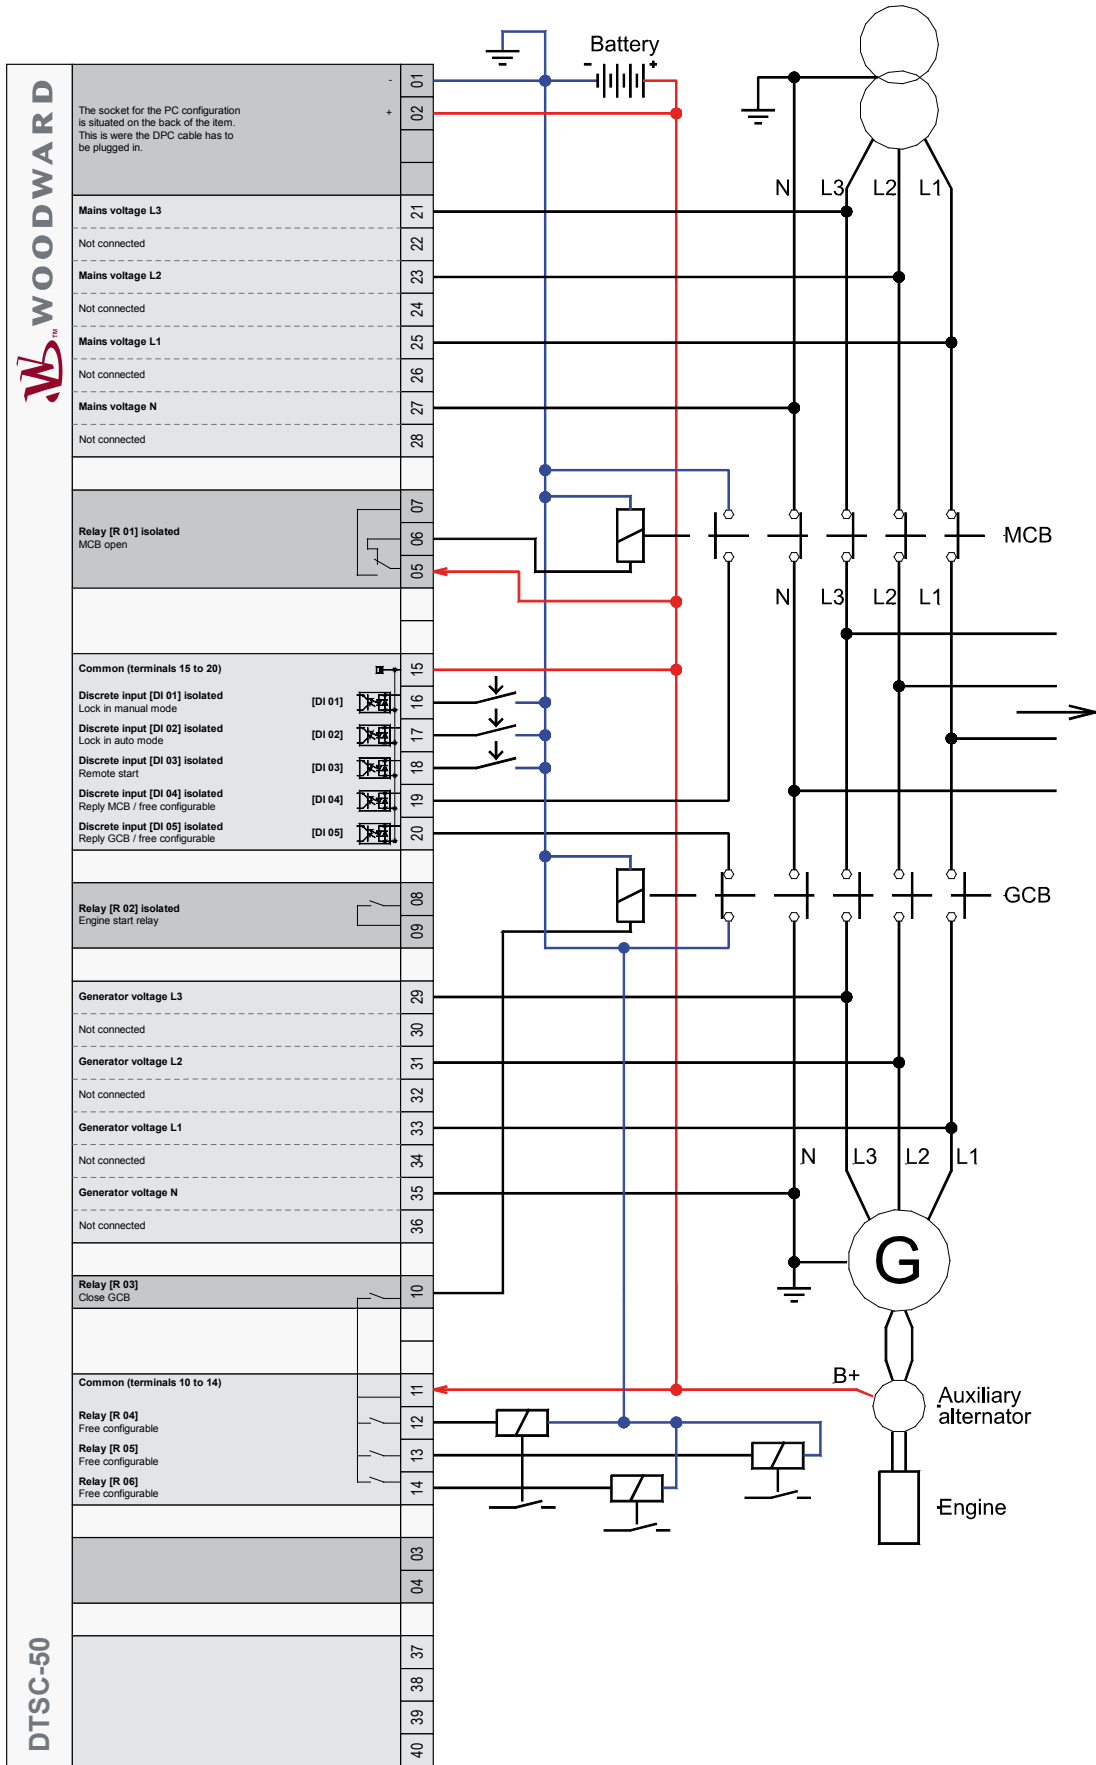 WOODWARD
TM
DTSC-50
Battery
- +
- 01
The socket for the PC configuration
is situated on the back of the item.
This is were the DPC cable has to
be plugged in.
+ 02
N L3 L2 L1
Mains voltage L3 21
Not connected 22
Mains voltage L2 23
Not connected 24
Mains voltage L1 25
Not connected 26
Mains voltage N 27
Not connected 28
07
Relay [R 01] isolated
MCB open
06
05
MCB
N L3 L2 L1
Common (terminals 15 to 20) 15
Discrete input [DI 01] isolated
Lock in manual mode
[DI 01] 16
Discrete input [DI 02] isolated
Lock in auto mode
[DI 02] 17
Discrete input [DI 03] isolated
Remote start
[DI 03] 18
Discrete input [DI 04] isolated
Reply MCB / free configurable
[DI 04] 19
Discrete input [DI 05] isolated
Reply GCB / free configurable
[DI 05] 20
GCB
Relay [R 02] isolated
Engine start relay
08
09
Generator voltage L3 29
Not connected 30
Generator voltage L2 31
Not connected 32
Generator voltage L1 33
Not connected 34
Generator voltage N 35
Not connected 36
N L3 L2 L1
G
Relay [R 03]
Close GCB
10
B+
Auxiliary
alternator
Engine
Common (terminals 10 to 14) 11
Relay [R 04]
Free configurable
12
Relay [R 05]
Free configurable
13
Relay [R 06]
Free configurable
14
03
04
37
38
39
40